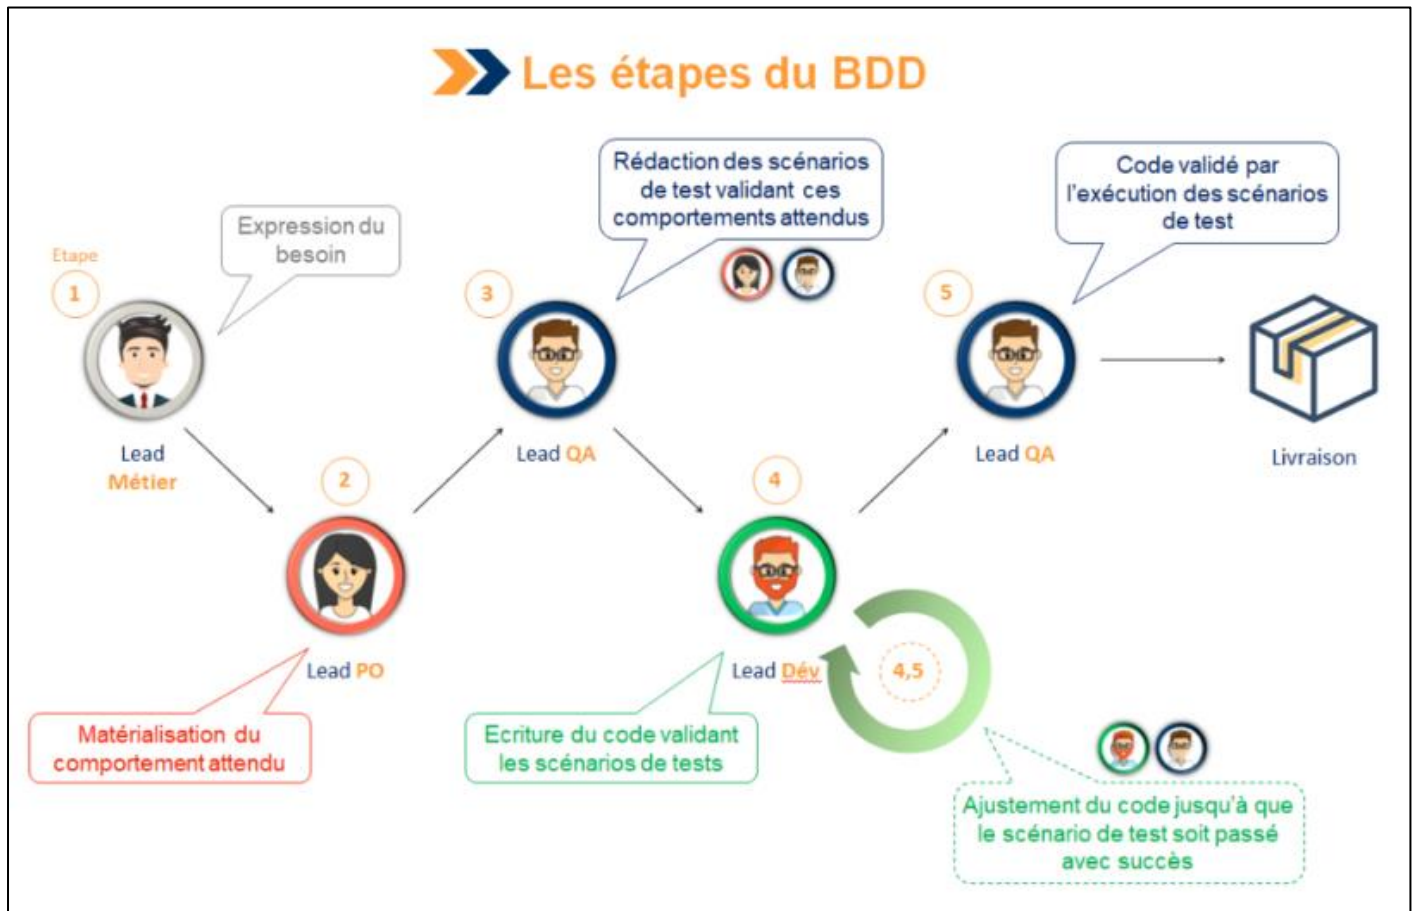 Les étapes du BDD
Etape
1
Expression du
besoin
Lead
Métier
2
Lead PO
Matérialisation du
comportement attendu
3
Rédaction des scénarios
de test validant ces
comportements attendus
Lead QA
4
Lead Dév
Ecriture du code validant
les scénarios de tests
4,5
Ajustement du code jusqu'à que
le scénario de test soit passé
avec succès
5
Code validé par
l'exécution des scénarios
de test
Lead QA
Livraison